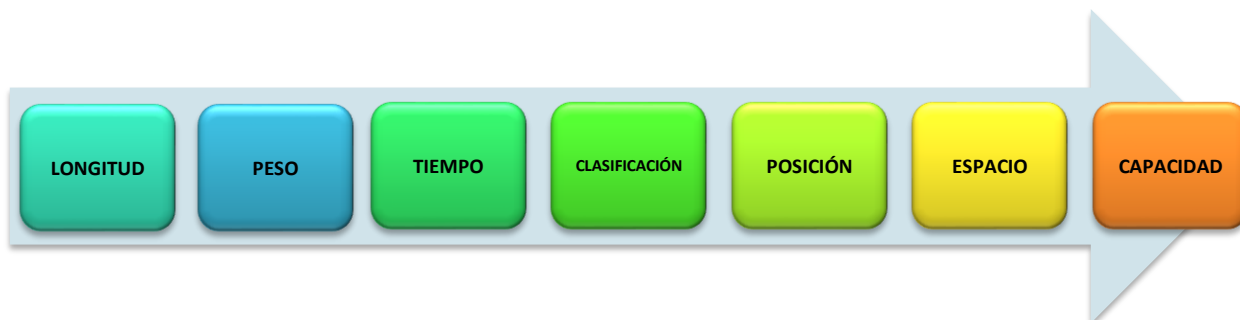 LONGITUD
PESO
TIEMPO
CLASIFICACIÓN
POSICIÓN
ESPACIO
CAPACIDAD